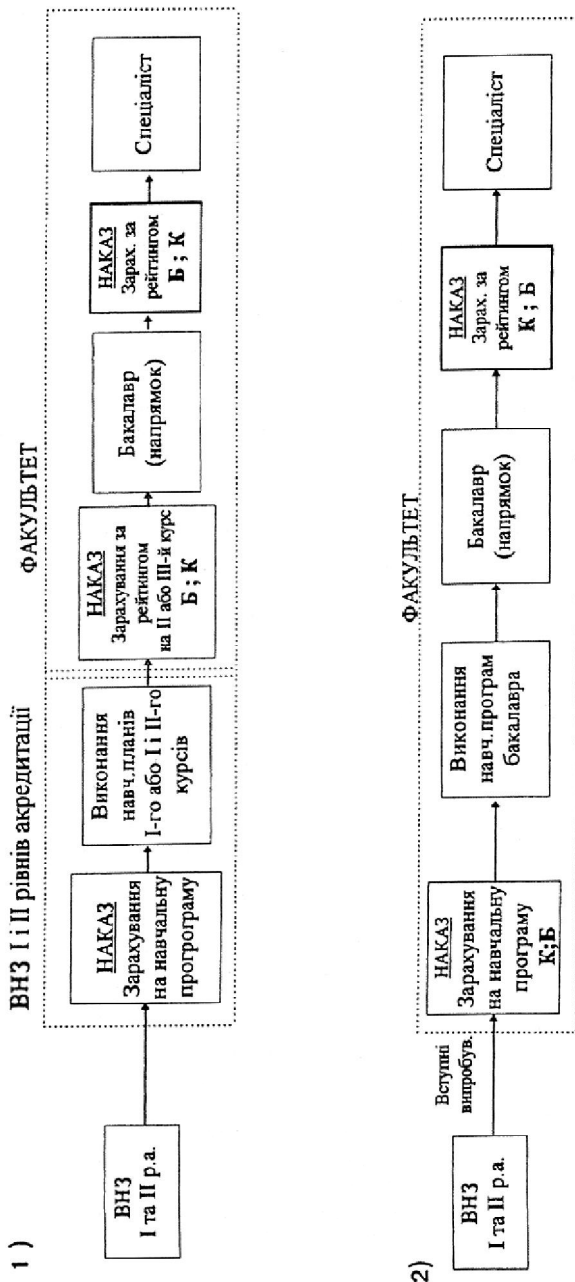 1 )
ВНЗ І і ІІ рівнів акредитації
ФАКУЛЬТЕТ
ВНЗ
І та ІІ р.а.
НАКАЗ
Зарахування
на навчальну
прогрограму
Виконання
навч.планів
І-го або І і ІІ-го
курсів
НАКАЗ
Зарахування за
рейтингом
на ІІ або ІІІ-й курс
Б ; К
Бакалавр
(напрямок)
НАКАЗ
Зарах. за
рейтингом
Б ; К
Спеціаліст
2)
ФАКУЛЬТЕТ
ВНЗ
І та ІІ р.а.
Вступні
випробув.
НАКАЗ
Зарахування
на навчальну
програму
К;Б
Виконання
навч.програм
бакалавра
Бакалавр
(напрямок)
НАКАЗ
Зарах. за
рейтингом
К ; Б
Спеціаліст